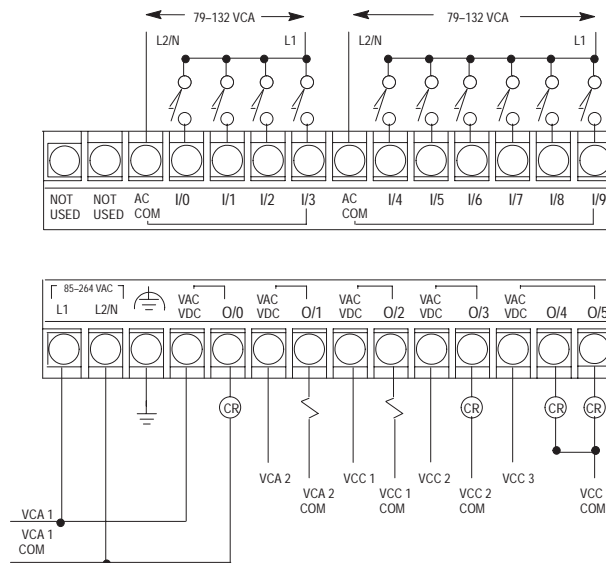 79–132 VCA 79–132 VCA
L2/N L1 L2/N L1
NOT USED NOT USED AC COM I/0 I/1 I/2 I/3 AC COM I/4 I/5 I/6 I/7 I/8 I/9
85–264 VAC
L1 L2/N VAC VDC O/0 VAC VDC O/1 VAC VDC O/2 VAC VDC O/3 VAC VDC O/4 O/5
CR CR CR CR
VCA 2 VCA 2 COM VCC 1 VCC 1 COM VCC 2 VCC 2 COM VCC 3 VCC COM
VCA 1
VCA 1
COM